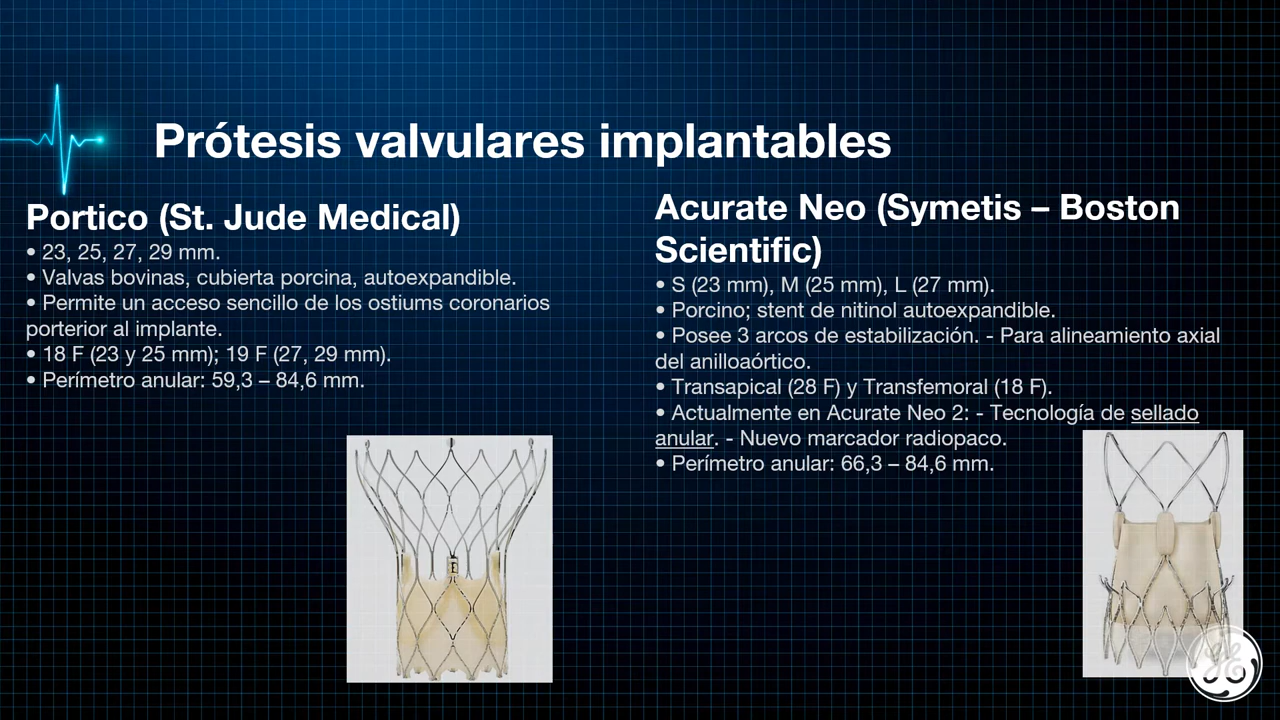 Prótesis valvulares implantables
Portico (St. Jude Medical)
• 23, 25, 27, 29 mm.
• Valvas bovinas, cubierta porcina, autoexpandible.
• Permite un acceso sencillo de los ostiums coronarios
porterior al implante.
• 18 F (23 y 25 mm); 19 F (27, 29 mm).
• Perímetro anular: 59,3 – 84,6 mm.
Acurate Neo (Symetis – Boston
Scientific)
• S (23 mm), M (25 mm), L (27 mm).
• Porcino; stent de nitinol autoexpandible.
• Posee 3 arcos de estabilización. - Para alineamiento axial
del anilloaórtico.
• Transapical (28 F) y Transfemoral (18 F).
• Actualmente en Acurate Neo 2: - Tecnología de sellado
anular. - Nuevo marcador radiopaco.
• Perímetro anular: 66,3 – 84,6 mm.